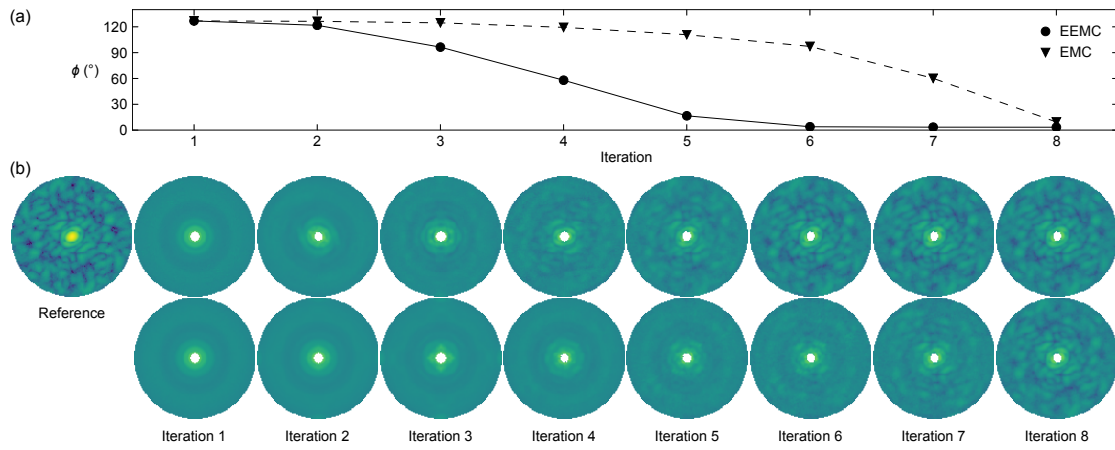 (a)
120
90
60
30
0
ϕ (°)
EEMC
EMC
1 2 3 4 5 6 7 8
Iteration
(b)
Reference
Iteration 1 Iteration 2 Iteration 3 Iteration 4 Iteration 5 Iteration 6 Iteration 7 Iteration 8